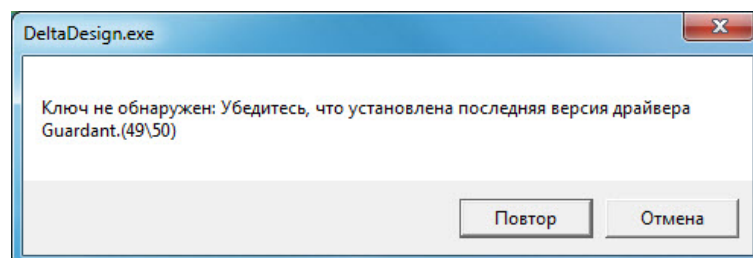 DeltaDesign.exe
Ключ не обнаружен: Убедитесь, что установлена последняя версия драйвера
Guardant.(49\50)
Повтор Отмена